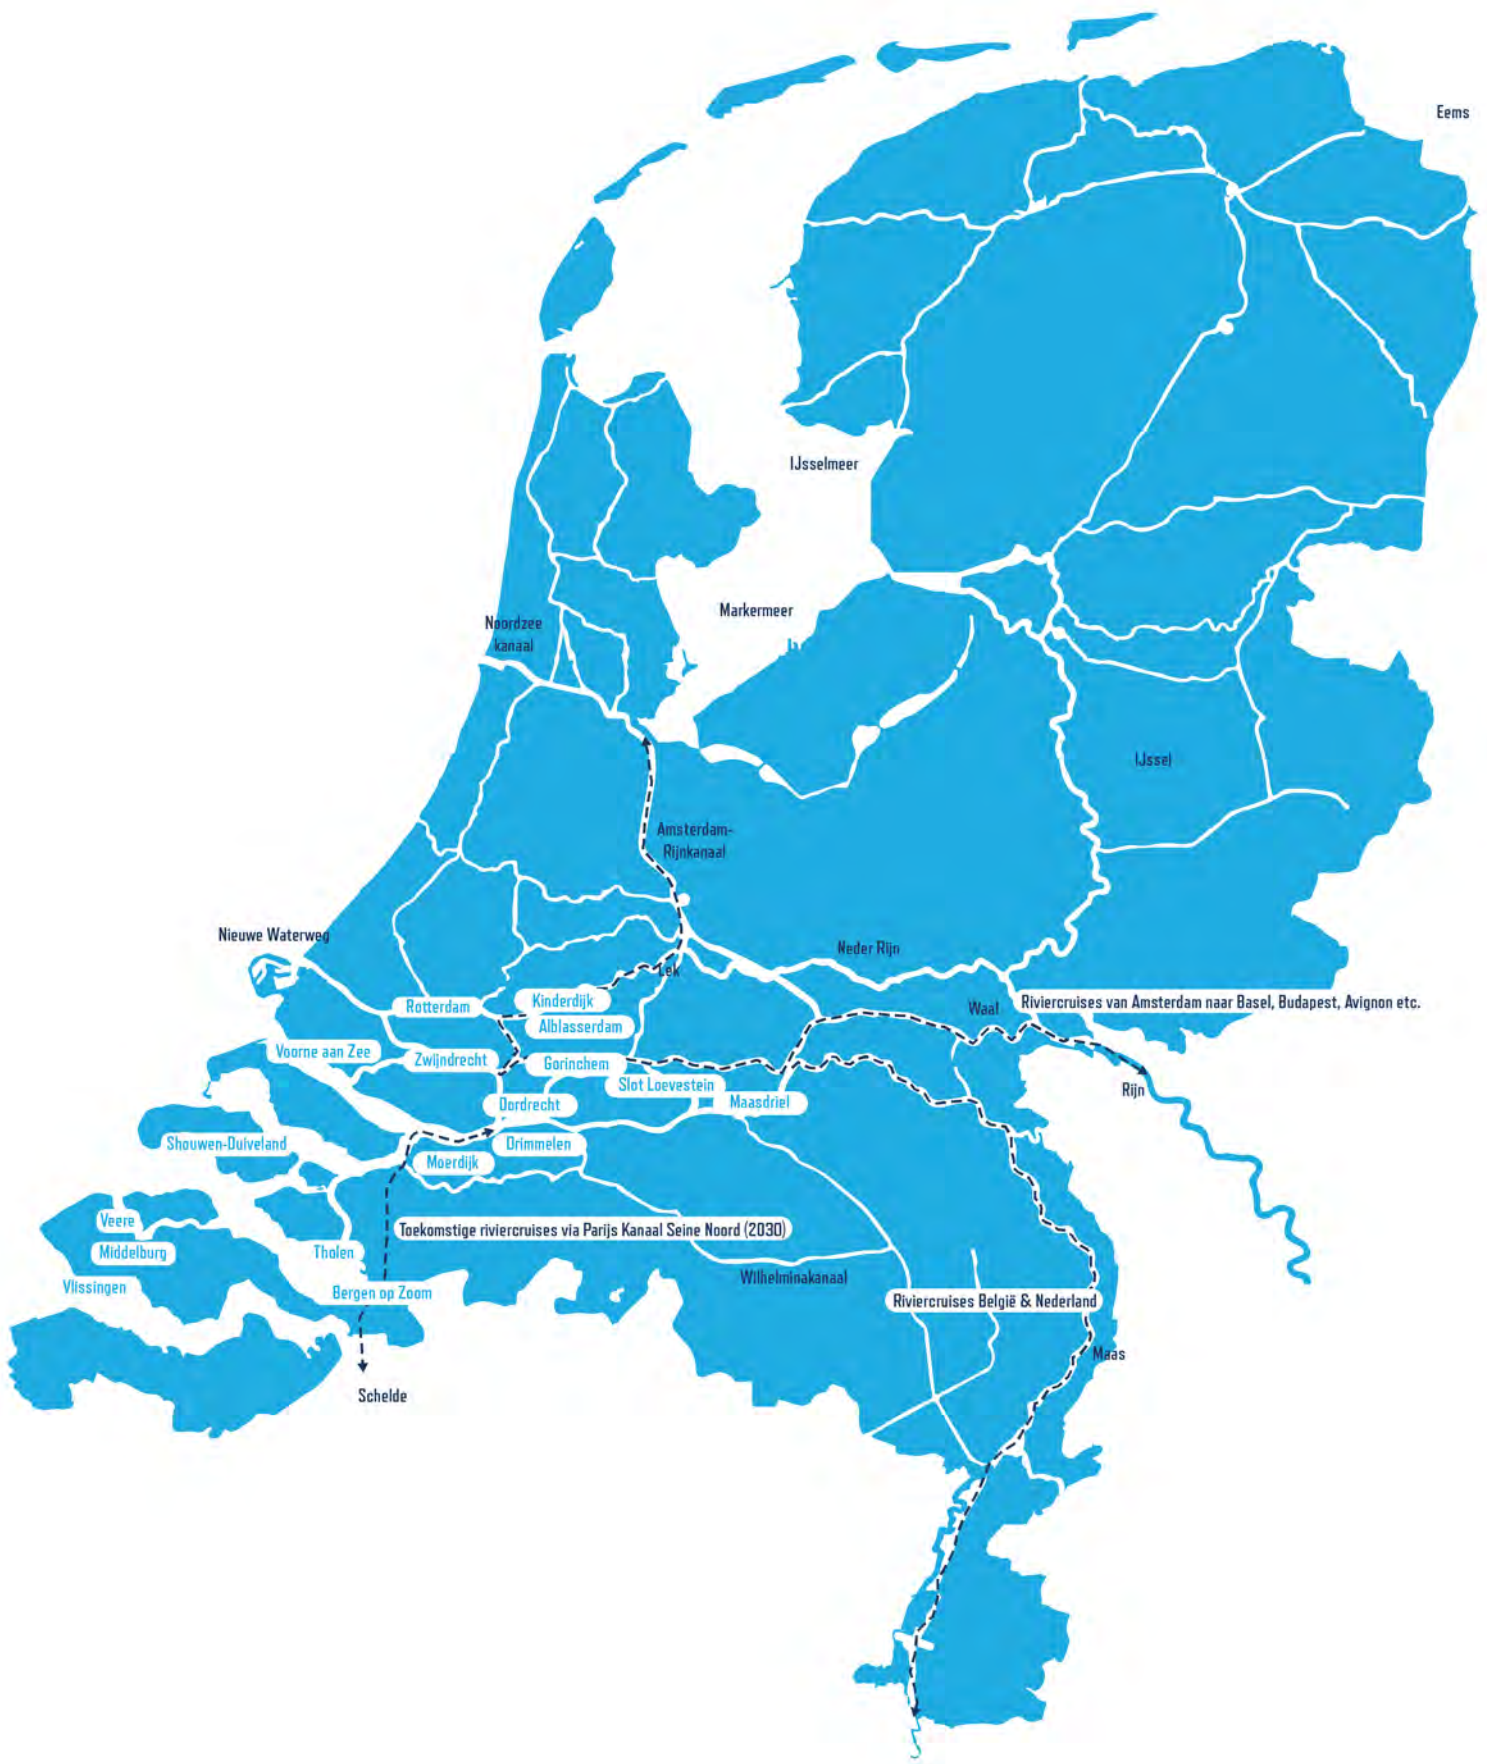 Eems
IJsselmeer
Markermeer
Noordzee
kanaal
IJssel
Amsterdam-
Rijnkanaal
Nieuwe Waterweg
Neder Rijn
Lek
Kinderdijk
Rotterdam
Waal
Riviercruises van Amsterdam naar Basel, Budapest, Avignon etc.
Alblasserdam
Voorne aan Zee
Zwijndrecht
Gorinchem
Slot Loevestein
Rijn
Dordrecht
Maasdriel
Shouwen-Duiveland
Drimmelen
Moerdijk
Veere
Toekomstige riviercruises via Parijs Kanaal Seine Noord (2030)
Middelburg
Tholen
Wilhelminakanaal
Vlissingen
Bergen op Zoom
Riviercruises België & Nederland
Maas
Schelde